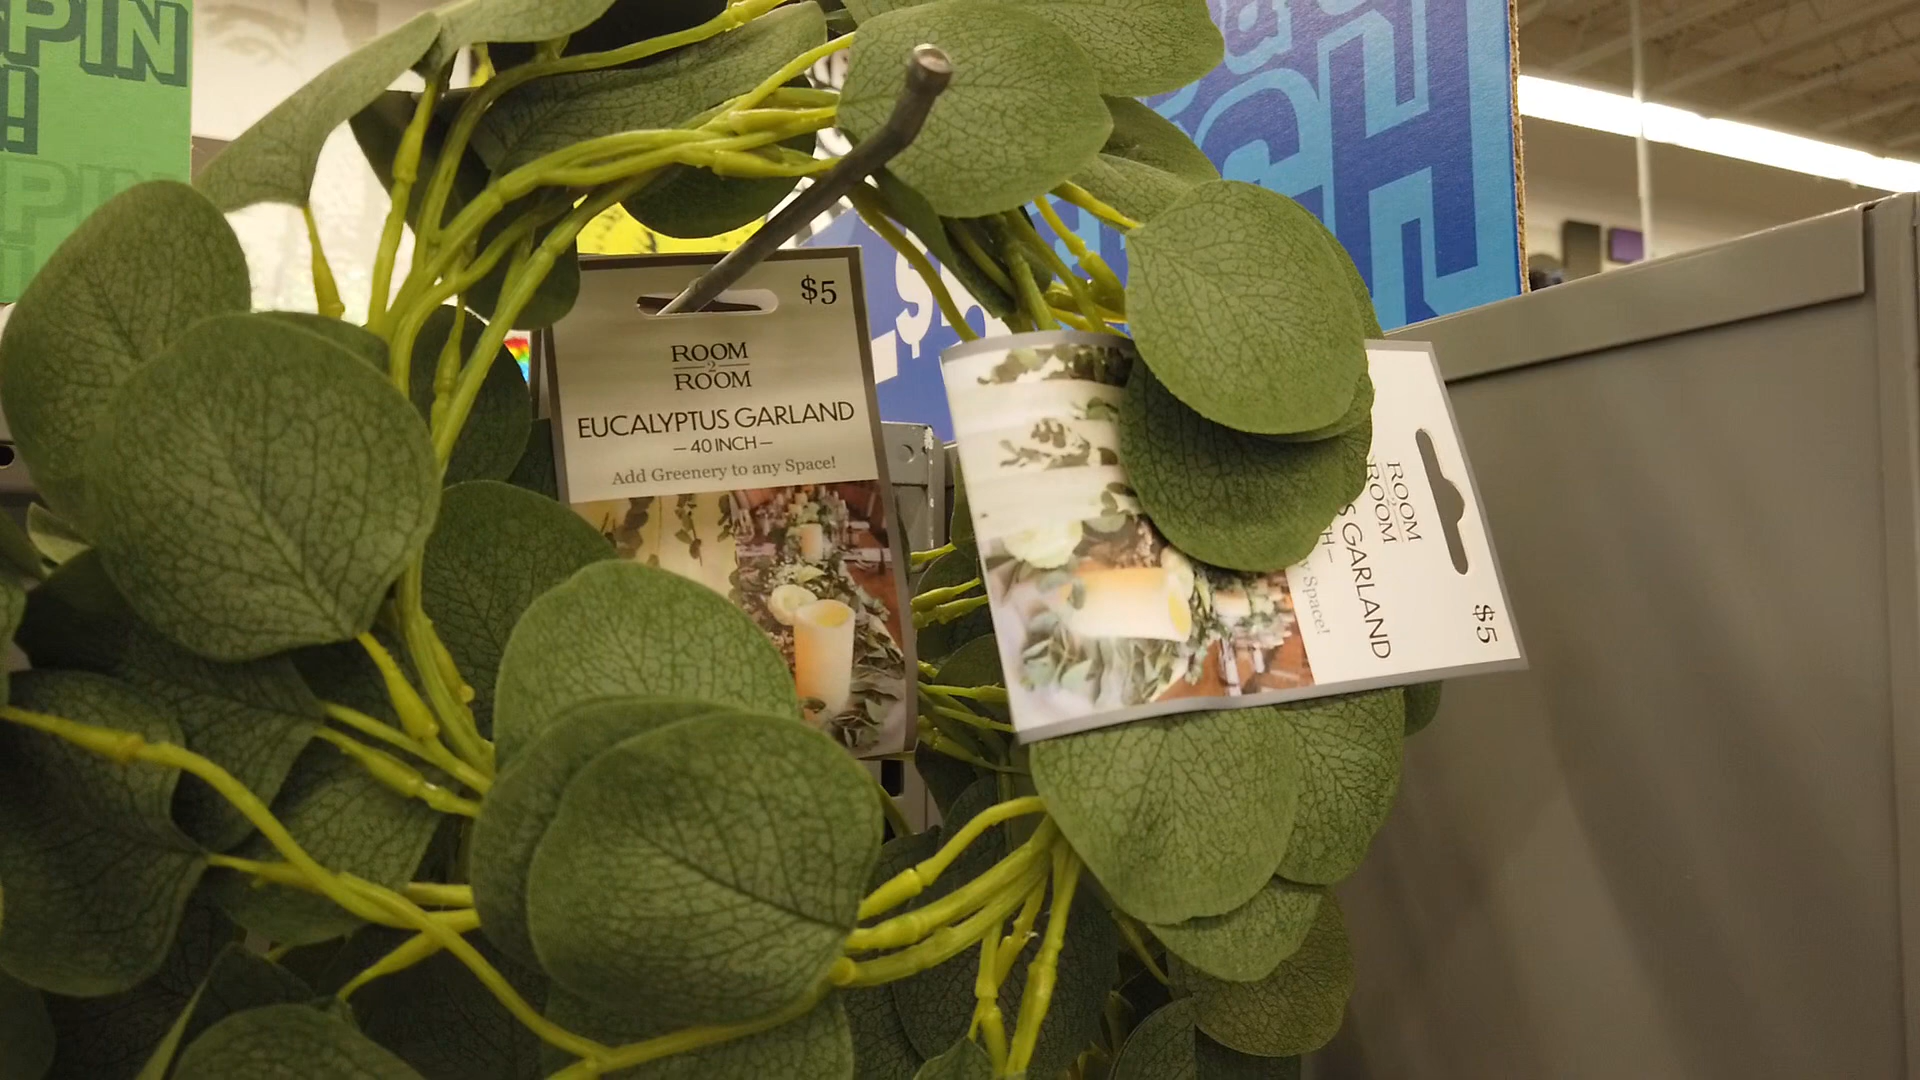 PIN
!
PIN
$5
ROOM
2
ROOM
EUCALYPTUS GARLAND
– 40 INCH –
Add Greenery to any Space!
$
$5
ROOM
ROOM
GARLAND
Space!